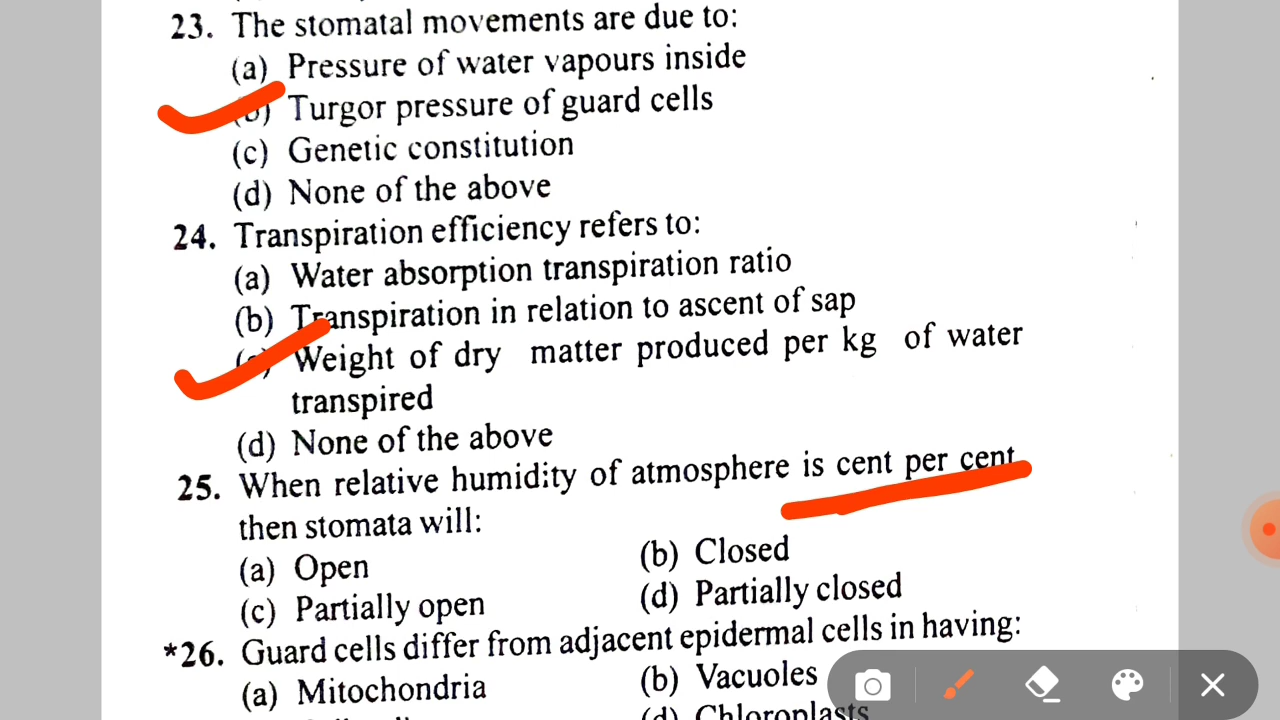 23. The stomatal movements are due to:
(a) Pressure of water vapours inside
(b) Turgor pressure of guard cells
(c) Genetic constitution
(d) None of the above
24. Transpiration efficiency refers to:
(a) Water absorption transpiration ratio
(b) Transpiration in relation to ascent of sap
(c) Weight of dry matter produced per kg of water
transpired
(d) None of the above
25. When relative humidity of atmosphere is cent per cent
then stomata will:
(a) Open (b) Closed
(c) Partially open (d) Partially closed
*26. Guard cells differ from adjacent epidermal cells in having:
(a) Mitochondria (b) Vacuoles
(d) Chloroplasts